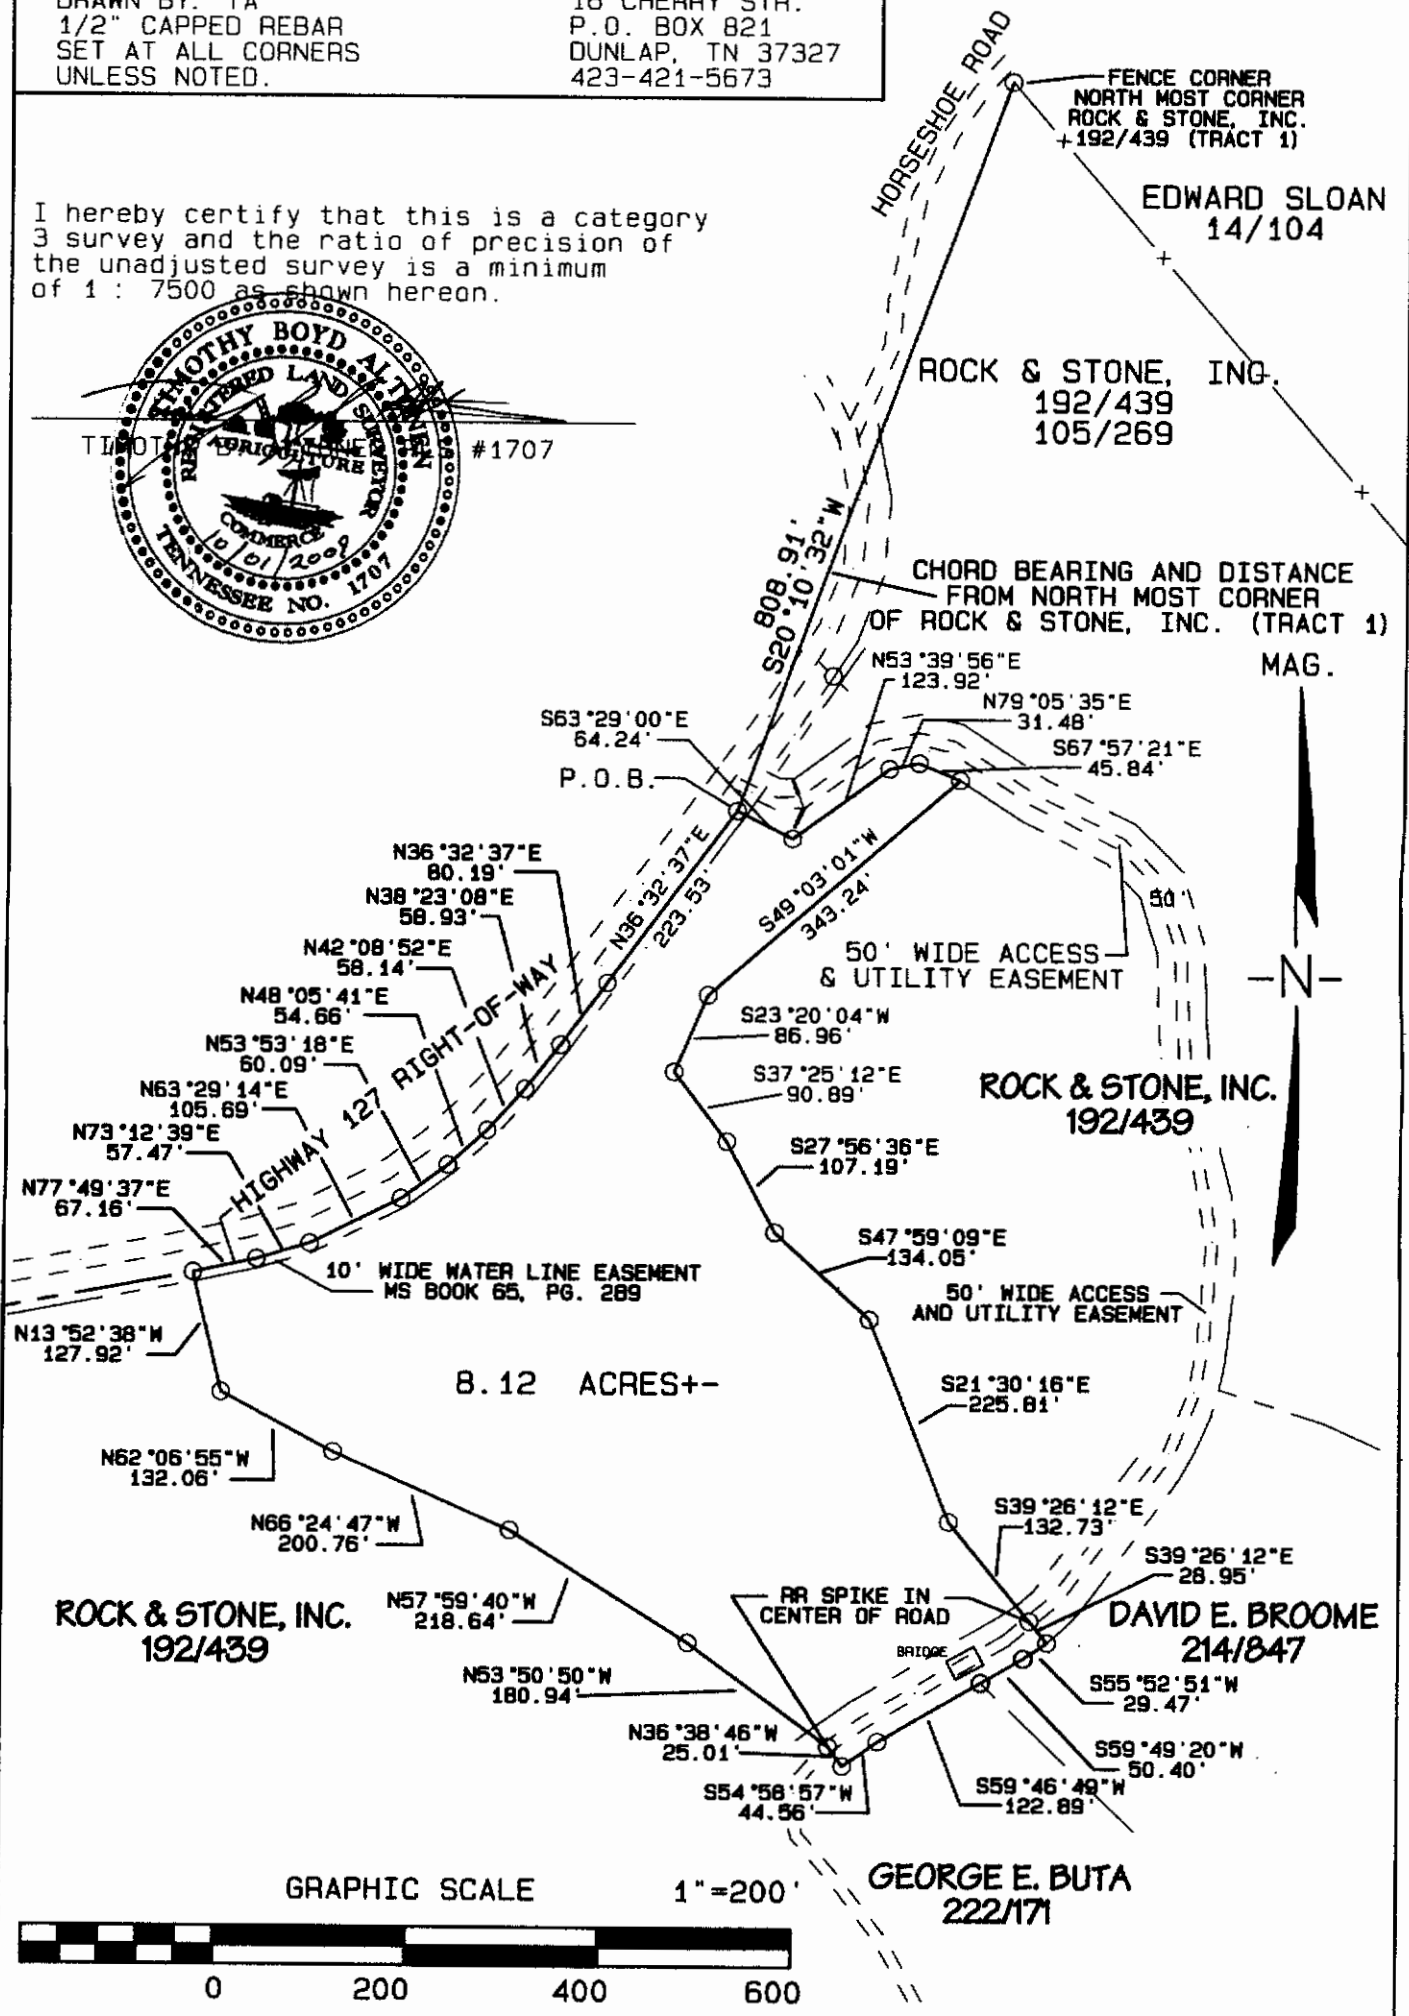 DRAWN BY: TA
1/2" CAPPED REBAR
SET AT ALL CORNERS
UNLESS NOTED.
16 CHERRY STR.
P.O. BOX 821
DUNLAP, TN 37327
423-421-5673
HORSESHOE ROAD
FENCE CORNER
NORTH MOST CORNER
ROCK & STONE, INC.
192/439 (TRACT 1)
EDWARD SLOAN
14/104
I hereby certify that this is a category
3 survey and the ratio of precision of
the unadjusted survey is a minimum
of 1 : 7500 as shown hereon.
TIMOTHY BOYD ALTENEN
REGISTERED LAND SURVEYOR
AGRICULTURE
COMMERCE
10/01/2009
TENNESSEE NO. 1707
#1707
ROCK & STONE, INC.
192/439
105/269
808.91'
S20°10'32"W
CHORD BEARING AND DISTANCE
FROM NORTH MOST CORNER
OF ROCK & STONE, INC. (TRACT 1)
MAG.
-N-
N53°39'56"E
123.92'
N79°05'35"E
31.48'
S67°57'21"E
45.84'
S63°29'00"E
64.24'
P.O.B.
N36°32'37"E
223.53'
S49°03'01"W
343.24'
50'
50' WIDE ACCESS
& UTILITY EASEMENT
N36°32'37"E
80.19'
N38°23'08"E
58.93'
N42°08'52"E
58.14'
N48°05'41"E
54.66'
N53°53'18"E
60.09'
N63°29'14"E
105.69'
N73°12'39"E
57.47'
N77°49'37"E
67.16'
HIGHWAY 127 RIGHT-OF-WAY
S23°20'04"W
86.96'
S37°25'12"E
90.89'
ROCK & STONE, INC.
192/439
S27°56'36"E
107.19'
S47°59'09"E
134.05'
10' WIDE WATER LINE EASEMENT
MS BOOK 65, PG. 289
50' WIDE ACCESS
AND UTILITY EASEMENT
N13°52'38"W
127.92'
8.12 ACRES+-
S21°30'16"E
225.81'
N62°06'55"W
132.06'
N66°24'47"W
200.76'
S39°26'12"E
132.73'
S39°26'12"E
28.95'
ROCK & STONE, INC.
192/439
N57°59'40"W
218.64'
RR SPIKE IN
CENTER OF ROAD
BRIDGE
DAVID E. BROOME
214/847
N53°50'50"W
180.94'
S55°52'51"W
29.47'
N36°38'46"W
25.01'
S59°49'20"W
50.40'
S54°58'57"W
44.56'
S59°46'49"W
122.89'
GEORGE E. BUTA
222/171
GRAPHIC SCALE 1"=200'
0 200 400 600